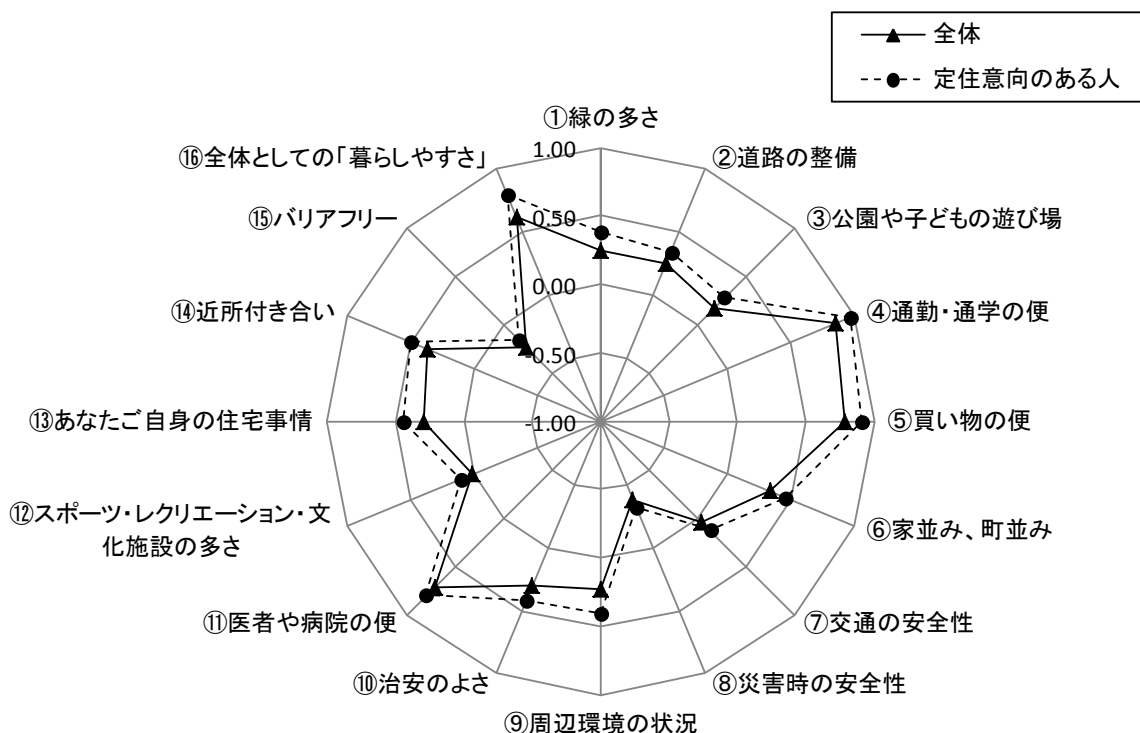 全体
定住意向のある人
①緑の多さ
②道路の整備
③公園や子どもの遊び場
④通勤・通学の便
⑤買い物の便
⑥家並み、町並み
⑦交通の安全性
⑧災害時の安全性
⑨周辺環境の状況
⑩治安のよさ
⑪医者や病院の便
⑫スポーツ・レクリエーション・文
化施設の多さ
⑬あなたご自身の住宅事情
⑭近所付き合い
⑮バリアフリー
⑯全体としての「暮らしやすさ」
1.00
0.50
0.00
-0.50
-1.00